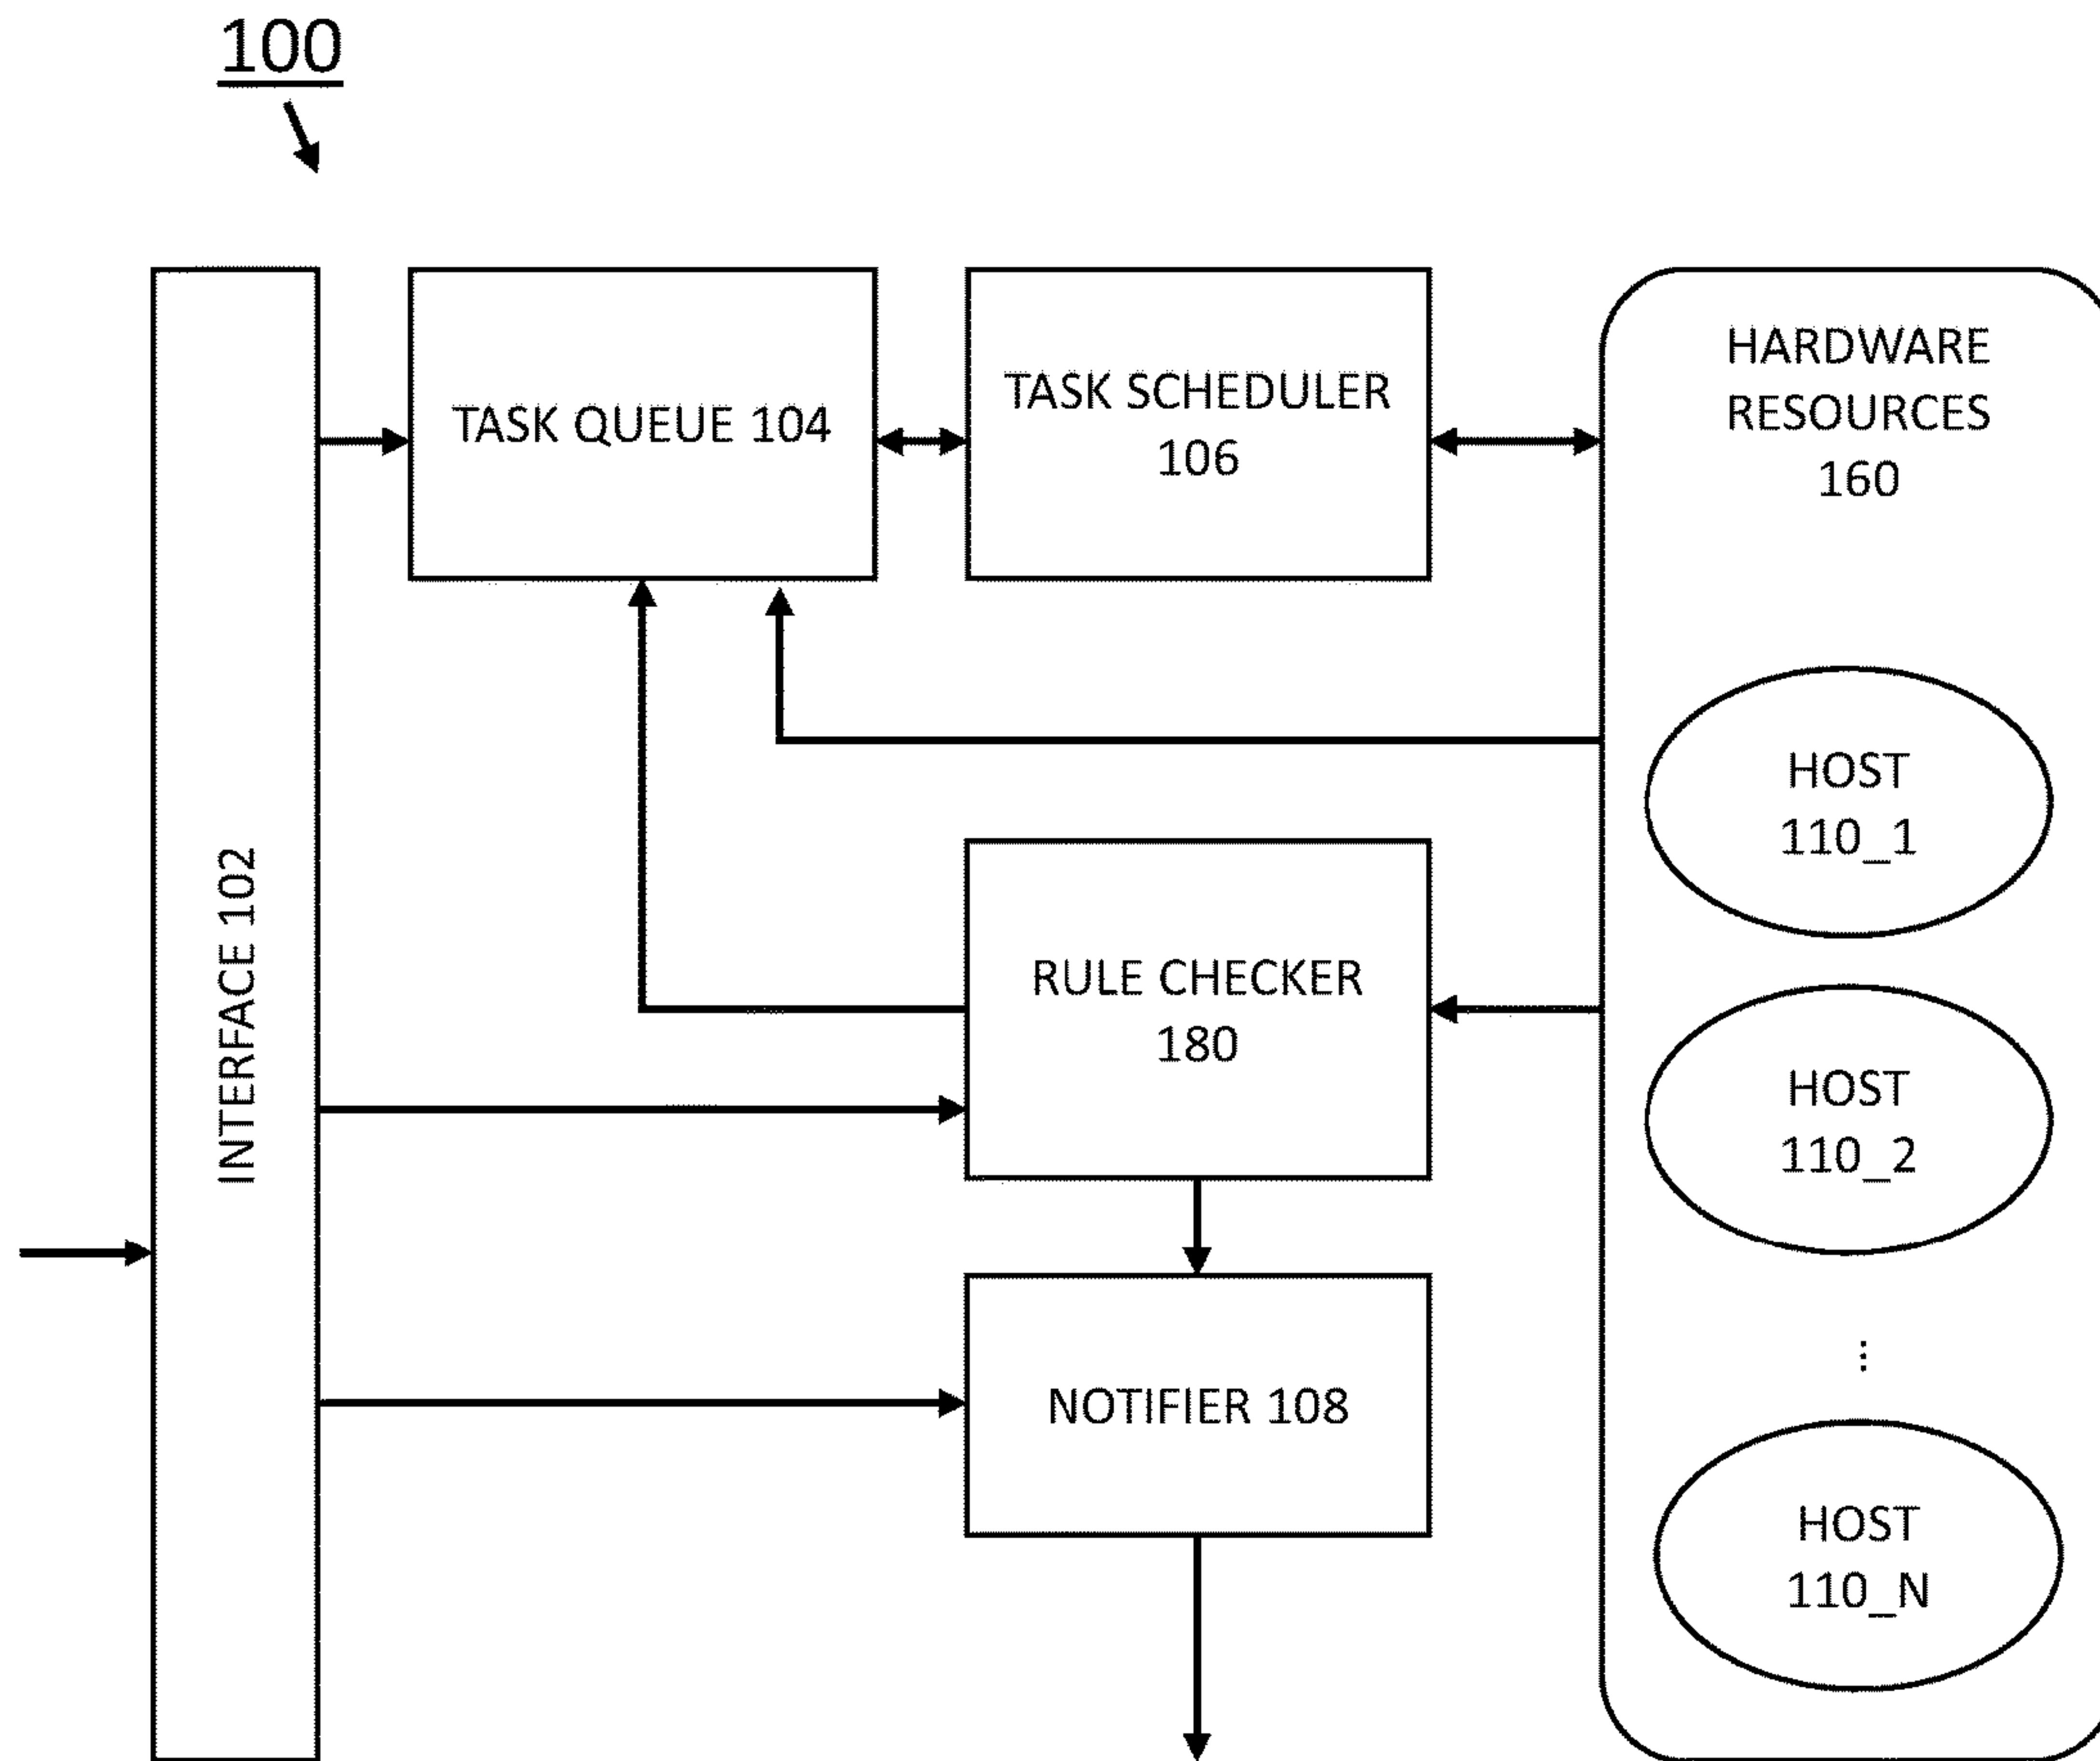 100
TASK QUEUE 104
TASK SCHEDULER
106
HARDWARE
RESOURCES
160
INTERFACE 102
HOST
110_1
RULE CHECKER
180
HOST
110_2
...
NOTIFIER 108
HOST
110_N